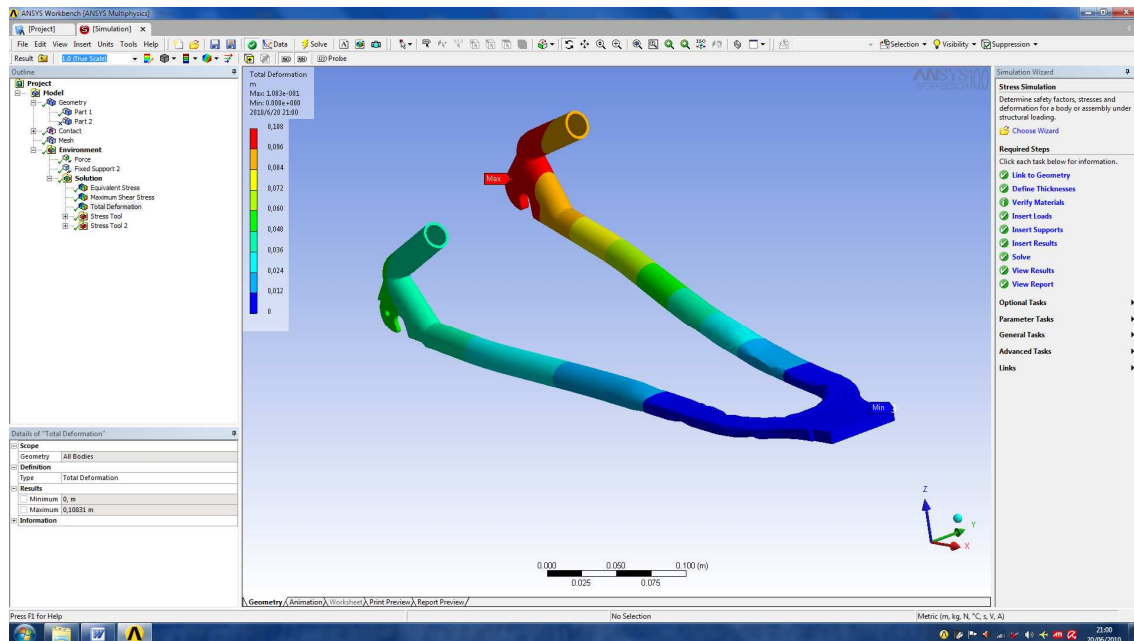 ANSYS Workbench [ANSYS Multiphysics]
[Project] [Simulation] ×
File Edit View Insert Units Tools Help Data Solve Selection Visibility Suppression
Result 1.0 (True Scale) Probe
Outline
Project
Model
Geometry
Part 1
Part 2
Contact
Mesh
Environment
Force
Fixed Support 2
Solution
Equivalent Stress
Maximum Shear Stress
Total Deformation
Stress Tool
Stress Tool 2
Details of "Total Deformation"
Scope
Geometry All Bodies
Definition
Type Total Deformation
Results
Minimum 0, m
Maximum 0,10831 m
Information
Total Deformation
m
Max: 1.083e-001
Min: 0.000e+000
2010/6/20 21:00
0,108
0,096
0,084
0,072
0,060
0,048
0,036
0,024
0,012
0
Max
Min
Z
Y
X
0.000 0.050 0.100 (m)
0.025 0.075
Geometry Animation Worksheet Print Preview Report Preview
Simulation Wizard
Stress Simulation
Determine safety factors, stresses and
deformation for a body or assembly under
structural loading.
Choose Wizard
Required Steps
Click each task below for information.
Link to Geometry
Define Thicknesses
Verify Materials
Insert Loads
Insert Supports
Insert Results
Solve
View Results
View Report
Optional Tasks
Parameter Tasks
General Tasks
Advanced Tasks
Links
Press F1 for Help No Selection Metric (m, kg, N, °C, s, V, A)
21:00
20/06/2010